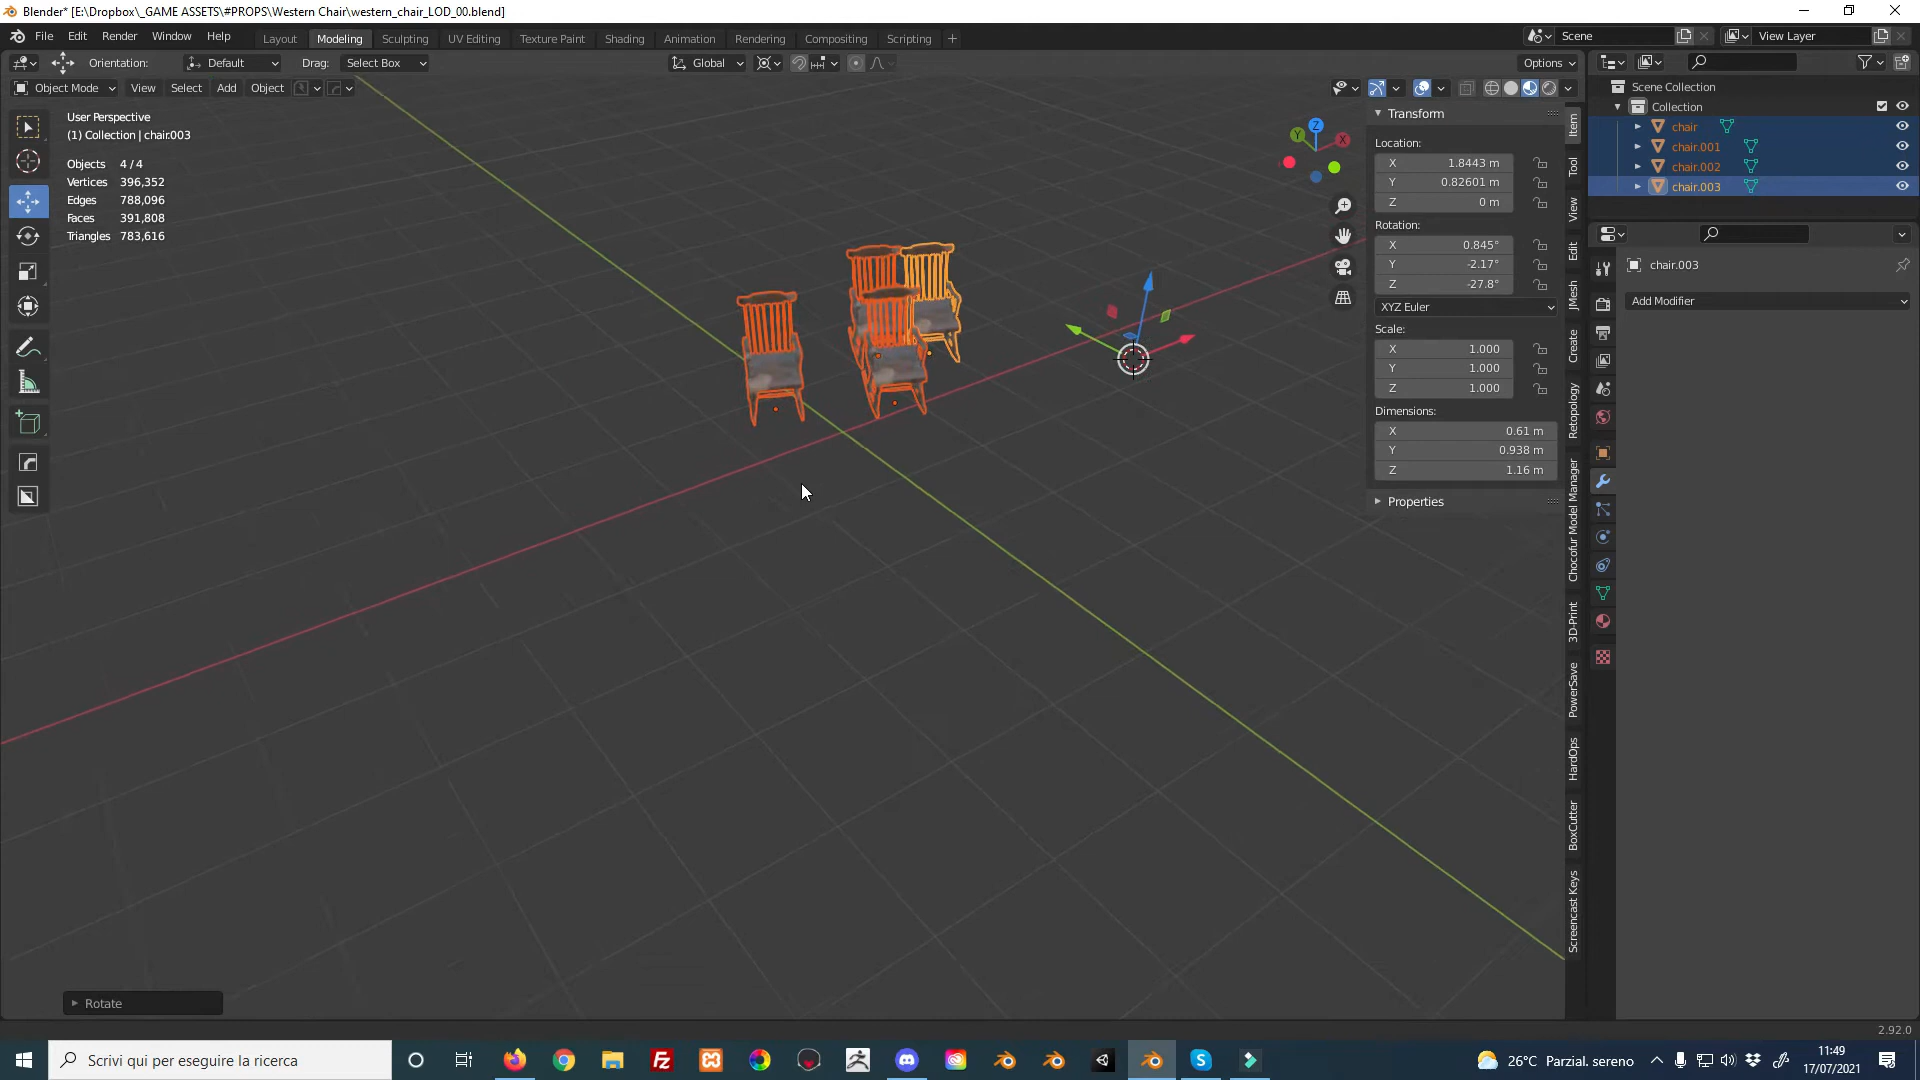 Blender* [E:\Dropbox\_GAME ASSETS\#PROPS\Western Chair\western_chair_LOD_00.blend]
File Edit Render Window Help Layout Modeling Sculpting UV Editing Texture Paint Shading Animation Rendering Compositing Scripting + Scene View Layer
Orientation: Default Drag: Select Box Global Options
Object Mode View Select Add Object
User Perspective
(1) Collection | chair.003
Objects 4 / 4
Vertices 396,352
Edges 788,096
Faces 391,808
Triangles 783,616
Z
Y
X
Transform
Location:
X 1.8443 m
Y 0.82601 m
Z 0 m
Rotation:
X 0.845°
Y -2.17°
Z -27.8°
XYZ Euler
Scale:
X 1.000
Y 1.000
Z 1.000
Dimensions:
X 0.61 m
Y 0.938 m
Z 1.16 m
Properties
Item
Tool
View
Edit
JMesh
Create
Retopology
Chocofur Model Manager
3D-Print
PowerSave
HardOps
BoxCutter
Screencast Keys
Scene Collection
Collection
chair
chair.001
chair.002
chair.003
chair.003
Add Modifier
Rotate
2.92.0
Scrivi qui per eseguire la ricerca
26°C Parzial. sereno
11:49
17/07/2021